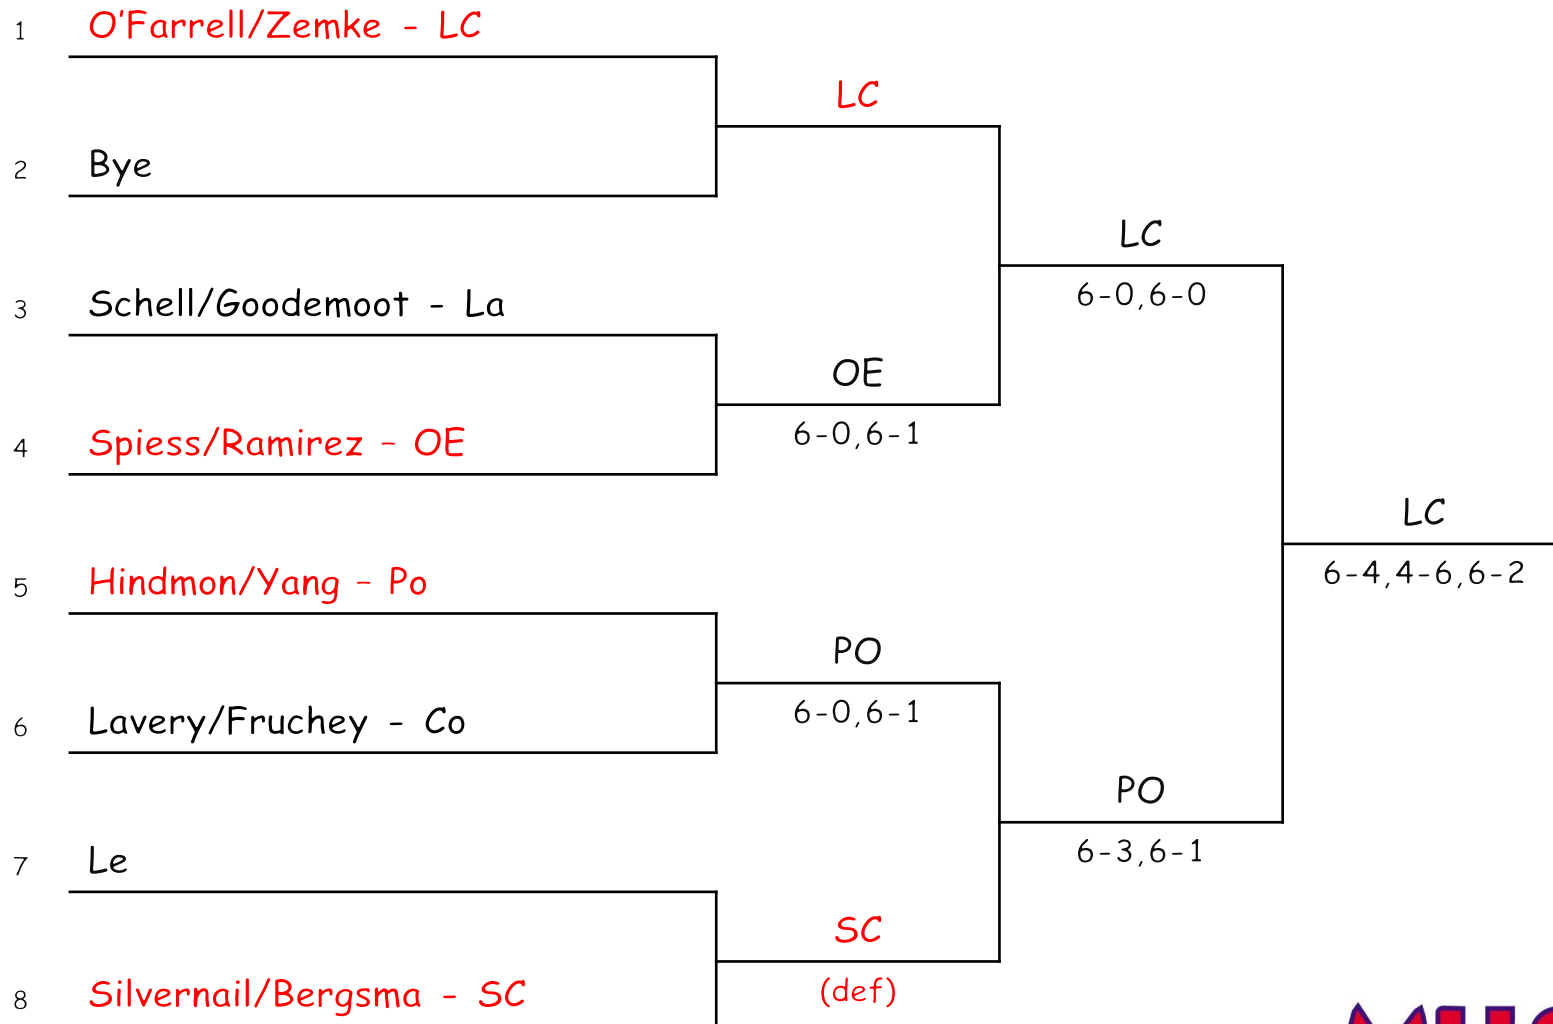 1 O'Farrell/Zemke - LC
LC
2 Bye
LC
6-0,6-0
3 Schell/Goodemoot - La
OE
6-0,6-1
4 Spiess/Ramirez - OE
LC
6-4,4-6,6-2
5 Hindmon/Yang - Po
PO
6-0,6-1
6 Lavery/Fruchey - Co
PO
6-3,6-1
7 Le
SC
(def)
8 Silvernail/Bergsma - SC